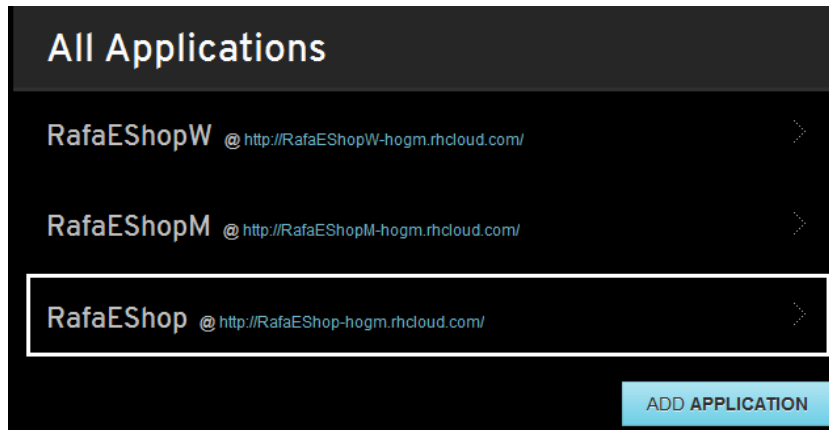 All Applications
RafaEShopW @ http://RafaEShopW-hogm.rhcloud.com/
RafaEShopM @ http://RafaEShopM-hogm.rhcloud.com/
RafaEShop @ http://RafaEShop-hogm.rhcloud.com/
ADD APPLICATION